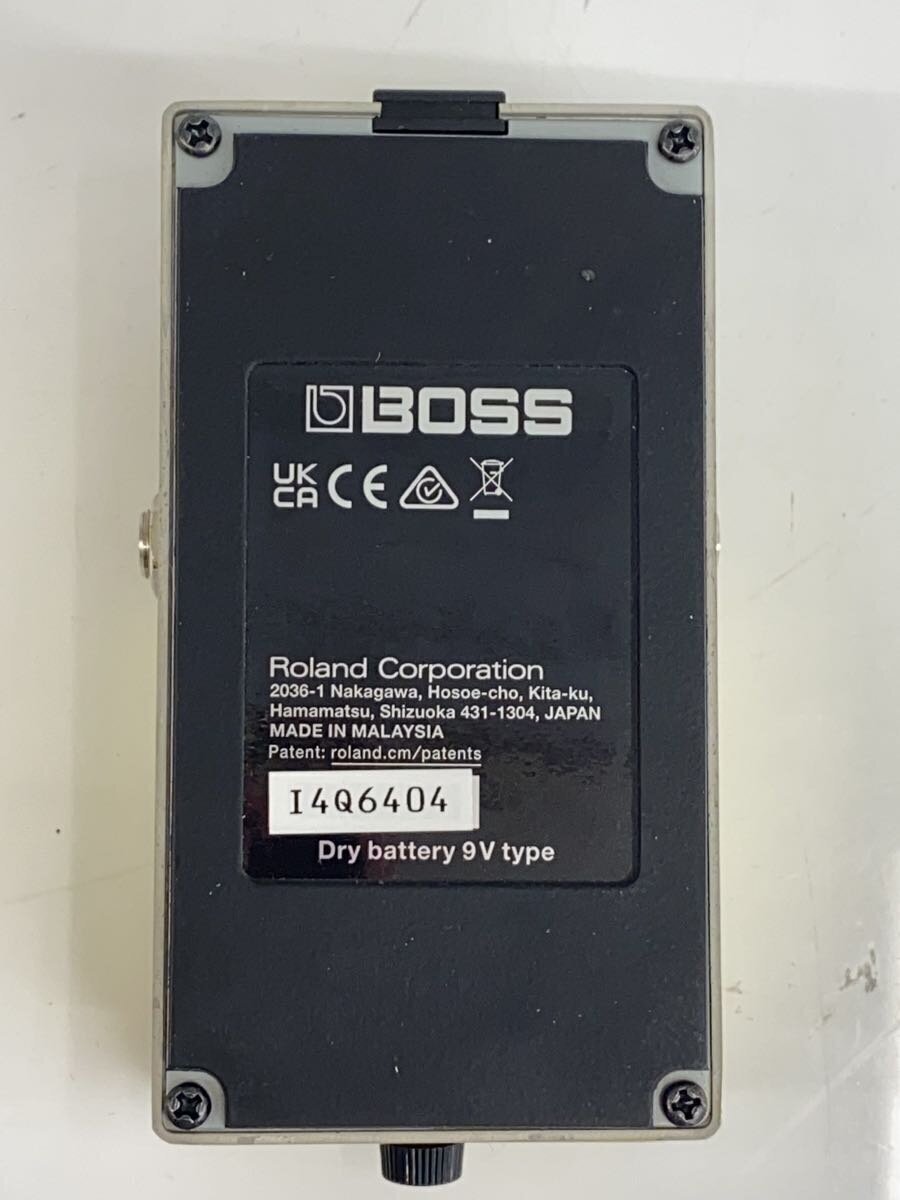 BOSS
UK
CA CE
Roland Corporation
2036-1 Nakagawa, Hosoe-cho, Kita-ku,
Hamamatsu, Shizuoka 431-1304, JAPAN
MADE IN MALAYSIA
Patent: roland.cm/patents
I4Q6404
Dry battery 9V type